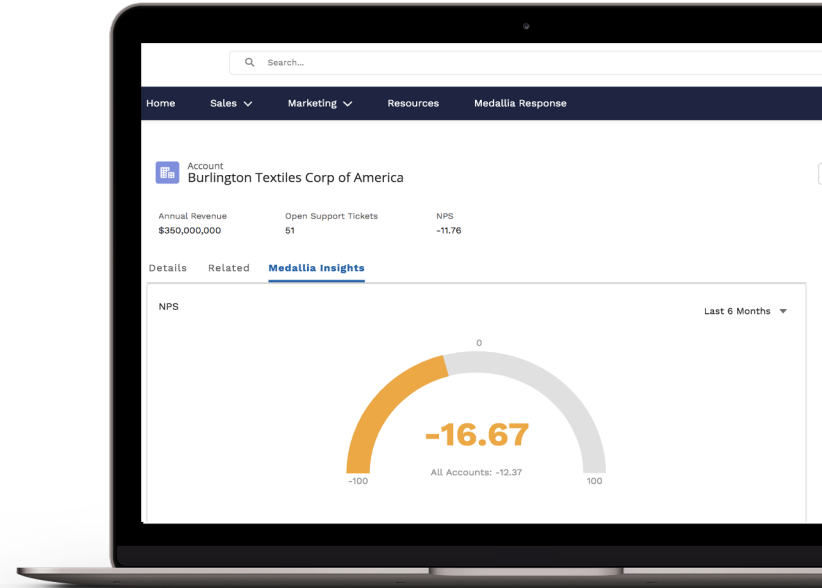 Search...
Home Sales Marketing Resources Medallia Response
Account
Burlington Textiles Corp of America
Annual Revenue Open Support Tickets NPS
$350,000,000 51 -11.76
Details Related Medallia Insights
NPS Last 6 Months
0
-16.67
All Accounts: -12.37
-100 100